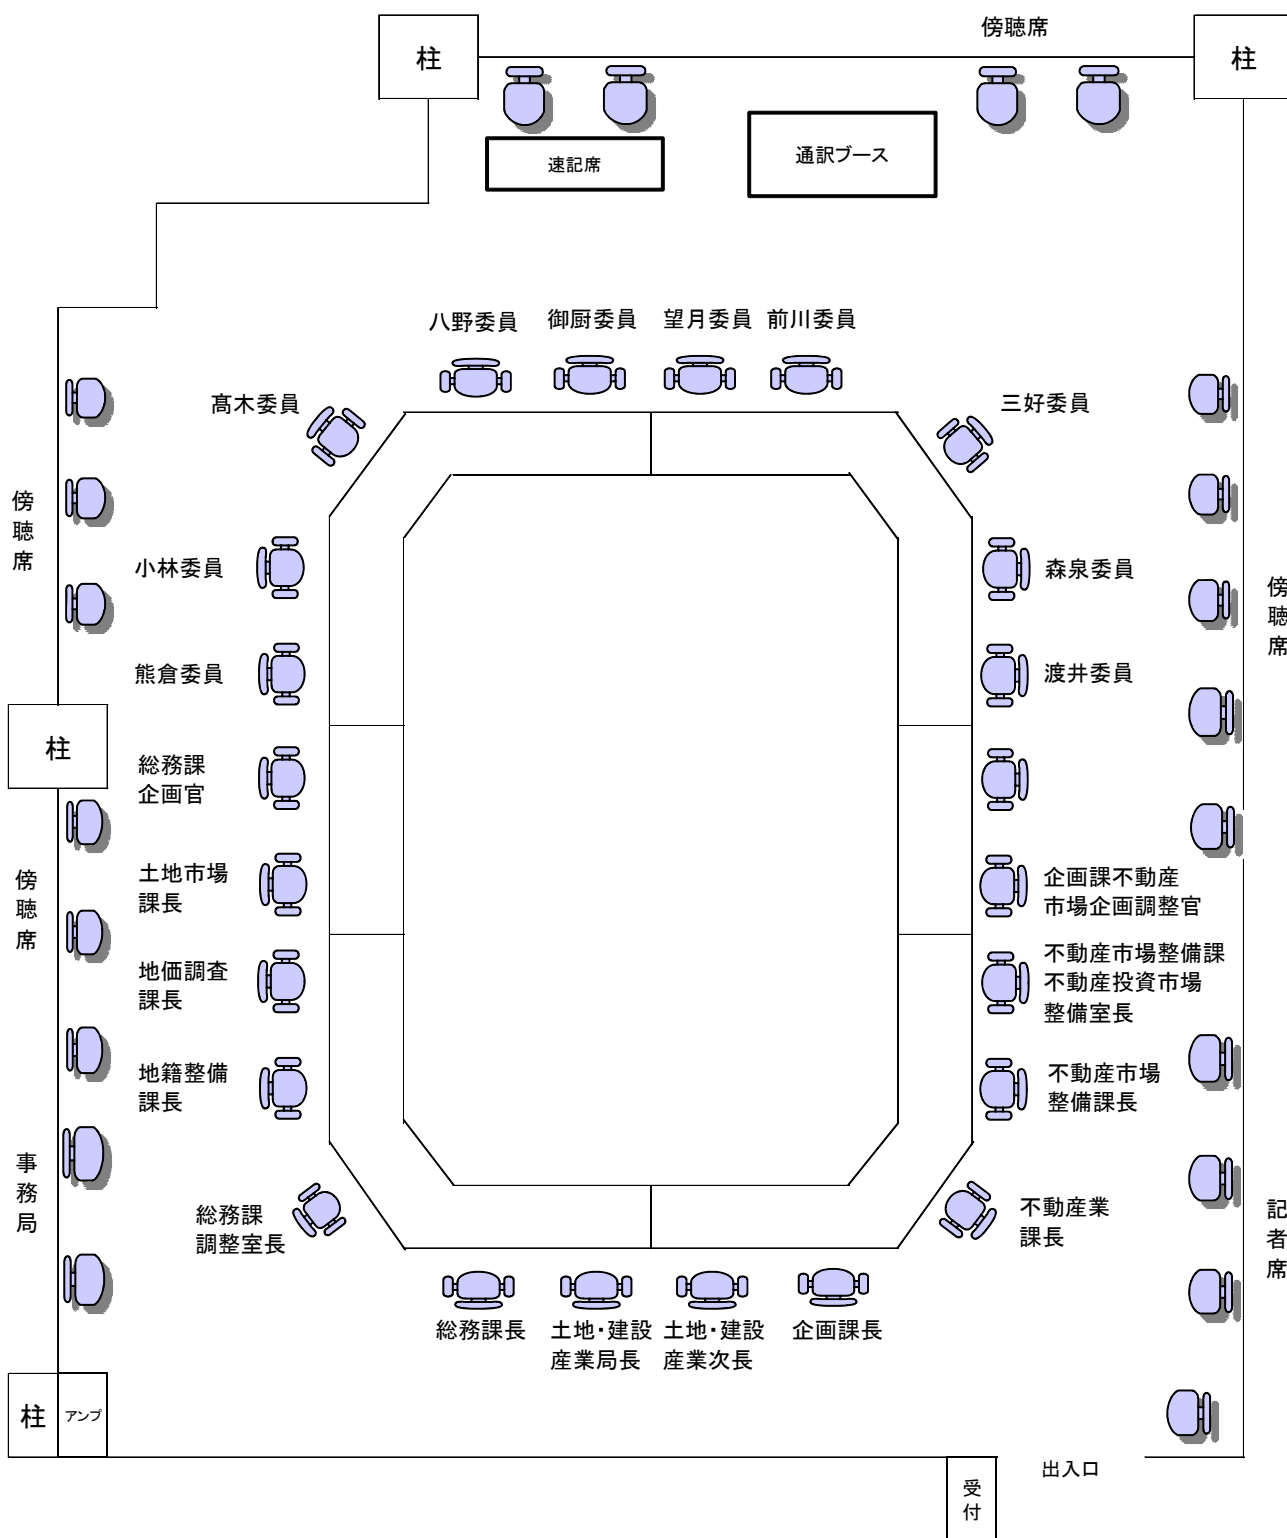 傍聴席
柱
柱
速記席
通訳ブース
八野委員
御厨委員
望月委員
前川委員
髙木委員
三好委員
傍聴席
小林委員
森泉委員
傍聴席
熊倉委員
渡井委員
柱
総務課
企画官
傍聴席
土地市場
課長
企画課不動産
市場企画調整官
地価調査
課長
不動産市場整備課
不動産投資市場
整備室長
地籍整備
課長
不動産市場
整備課長
事務局
総務課
調整室長
不動産業
課長
記者席
総務課長
土地・建設
産業局長
土地・建設
産業次長
企画課長
柱
アンプ
出入口
受付